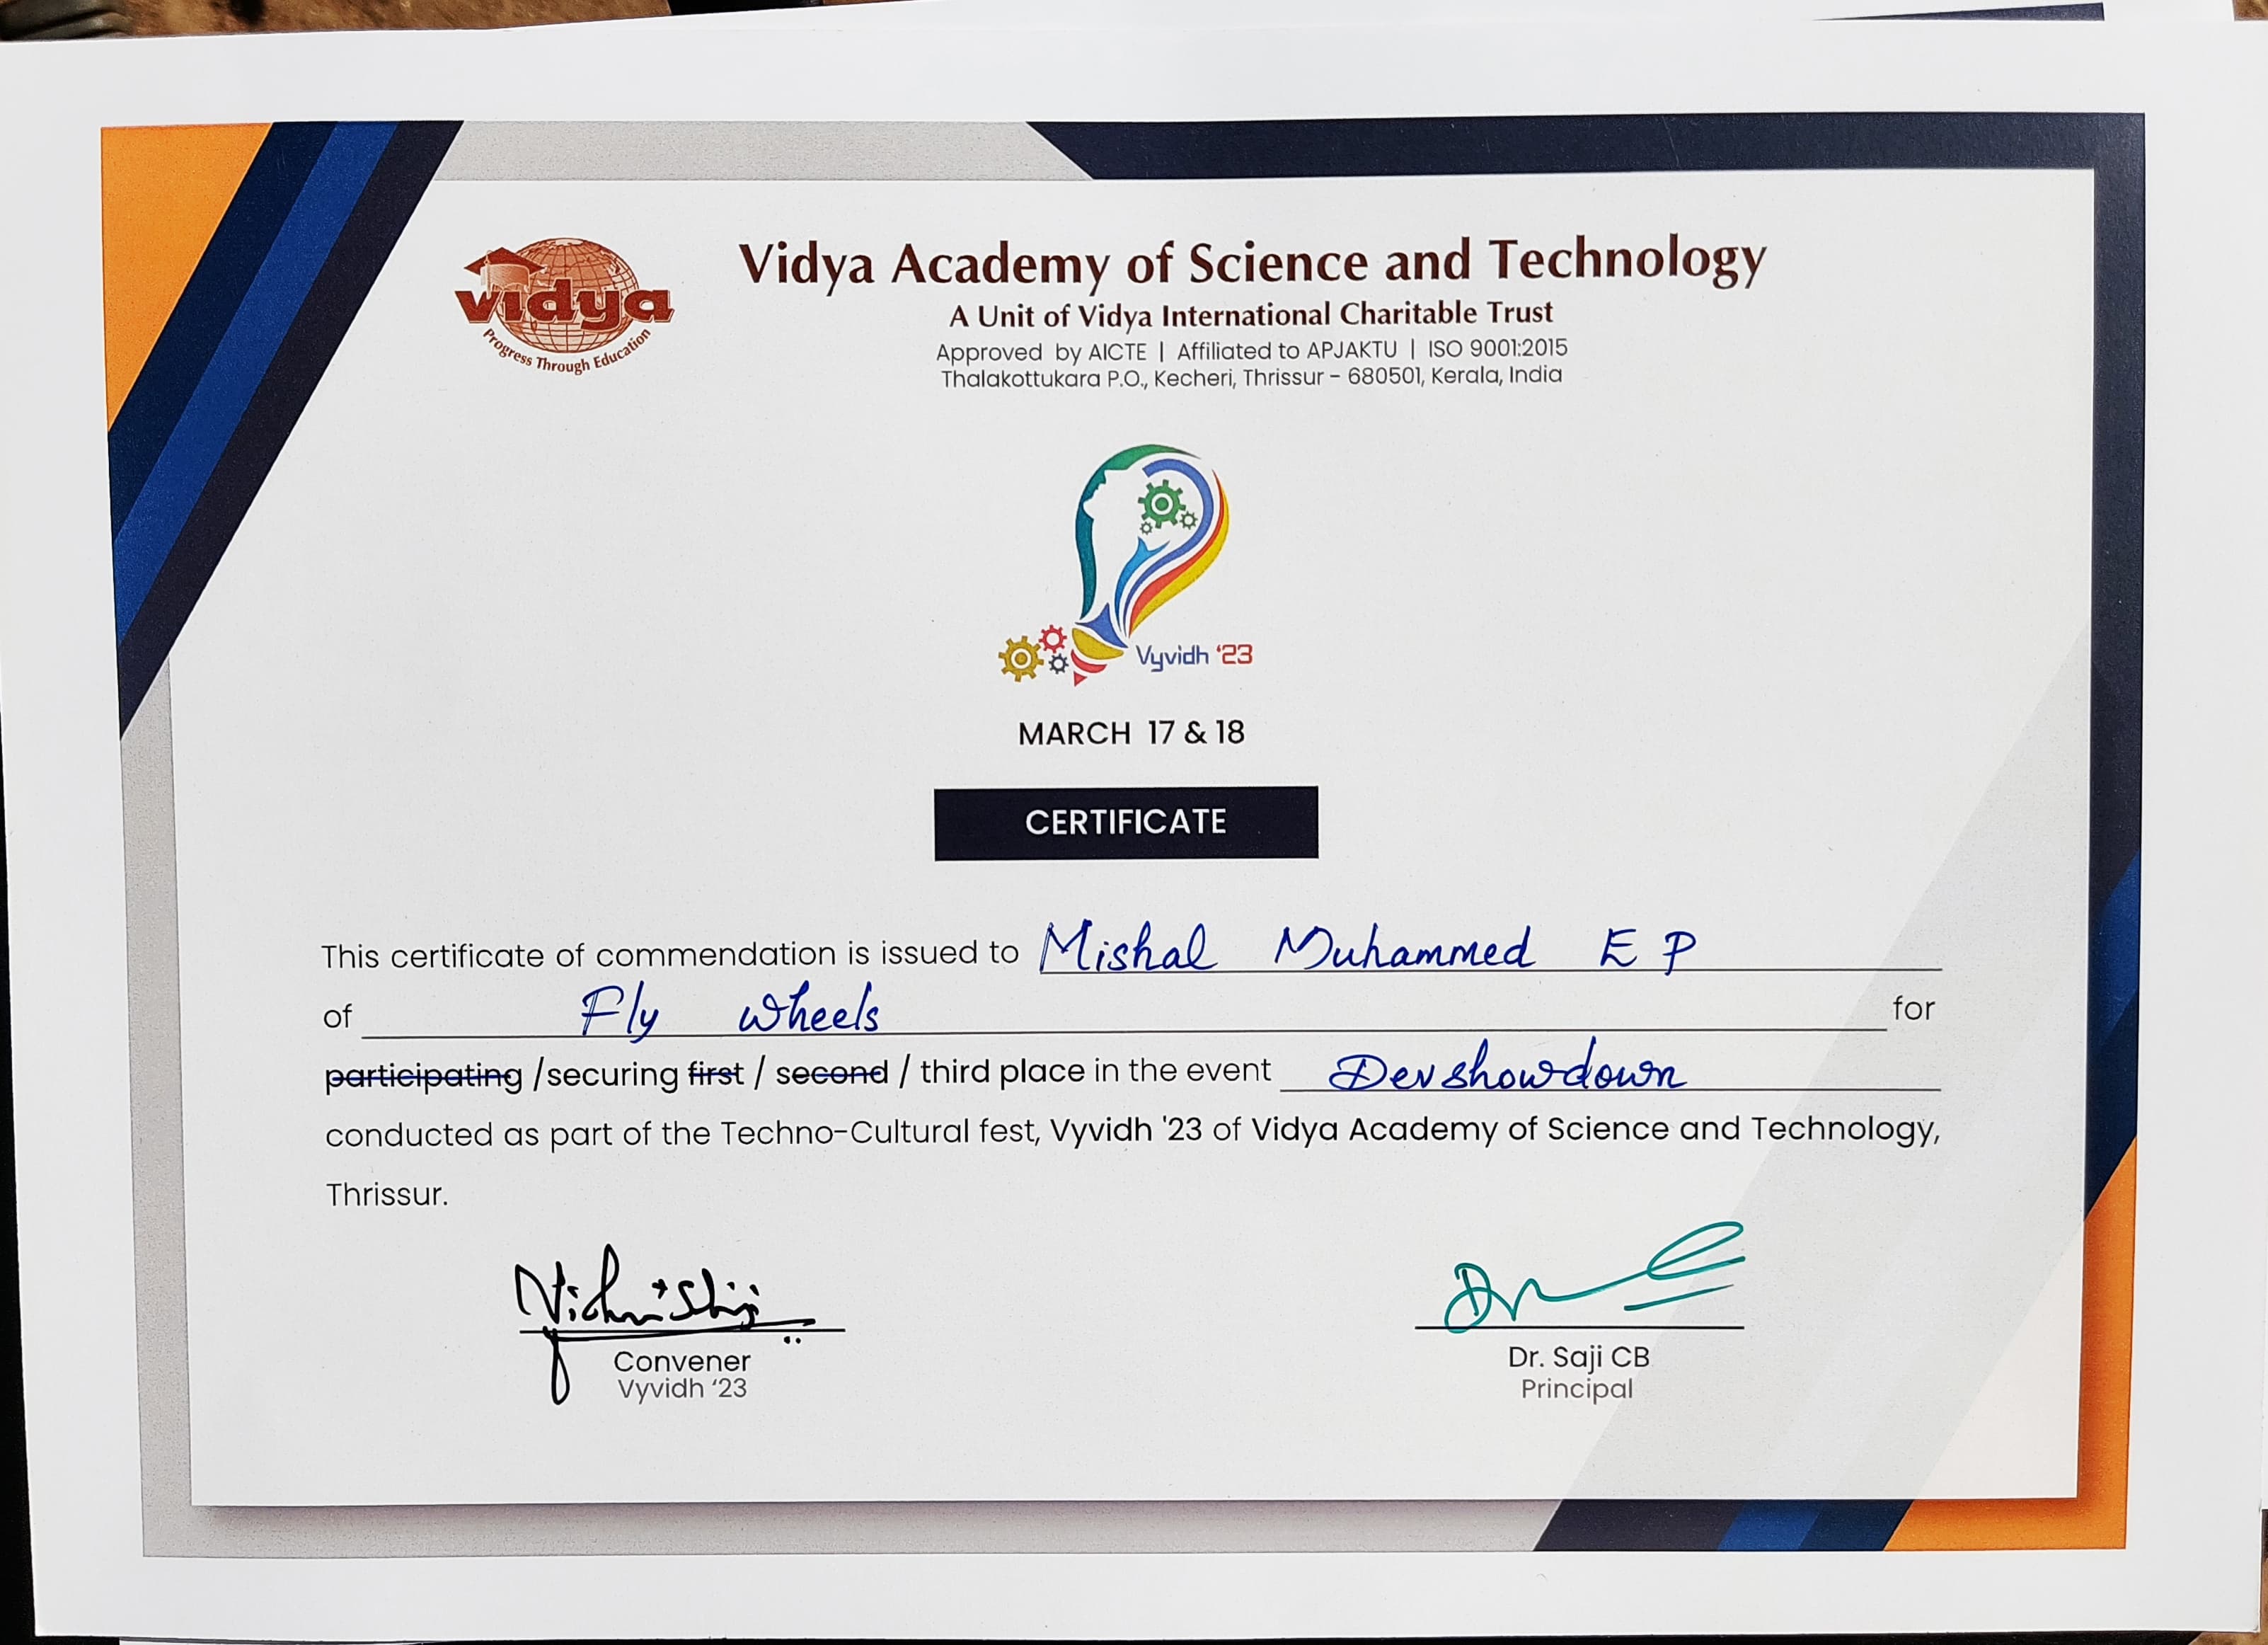 vidya
Progress Through Education
Vidya Academy of Science and Technology
A Unit of Vidya International Charitable Trust
Approved by AICTE | Affiliated to APJAKTU | ISO 9001:2015
Thalakottukara P.O., Kecheri, Thrissur - 680501, Kerala, India
Vyvidh '23
MARCH 17 & 18
CERTIFICATE
This certificate of commendation is issued to Mishal Muhammed E P
of Fly wheels for
participating / securing first / second / third place in the event Devshowdown
conducted as part of the Techno-Cultural fest, Vyvidh '23 of Vidya Academy of Science and Technology,
Thrissur.
Convener
Vyvidh '23
Dr. Saji CB
Principal